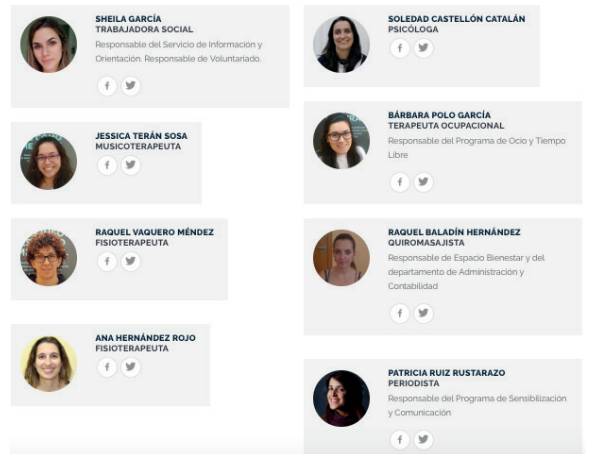 SHEILA GARCÍA
TRABAJADORA SOCIAL
Responsable del Servicio de Información y
Orientación. Responsable de Voluntariado.
JESSICA TERÁN SOSA
MUSICOTERAPEUTA
RAQUEL VAQUERO MÉNDEZ
FISIOTERAPEUTA
ANA HERNÁNDEZ ROJO
FISIOTERAPEUTA
SOLEDAD CASTELLÓN CATALÁN
PSICÓLOGA
BÁRBARA POLO GARCÍA
TERAPEUTA OCUPACIONAL
Responsable del Programa de Ocio y Tiempo
Libre
RAQUEL BALADÍN HERNÁNDEZ
QUIROMASAJISTA
Responsable de Espacio Bienestar y del
departamento de Administración y
Contabilidad
PATRICIA RUIZ RUSTARAZO
PERIODISTA
Responsable del Programa de Sensibilización
y Comunicación